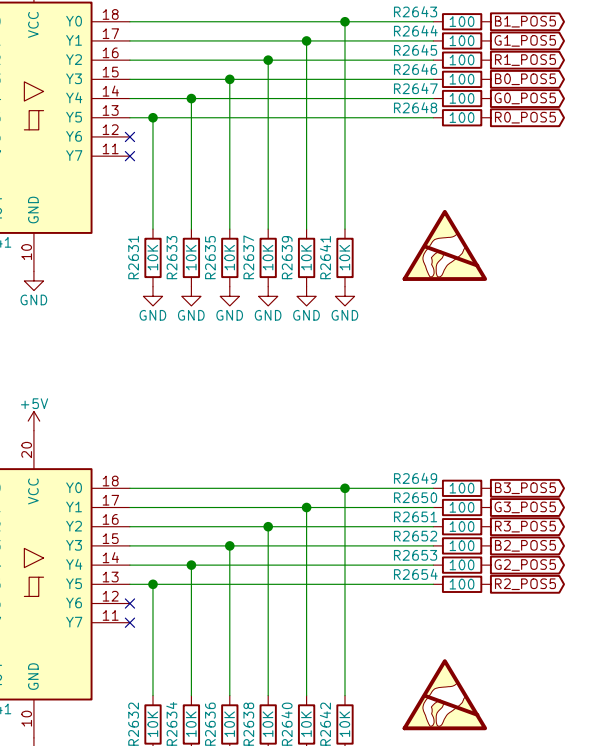 VCC
Y0 18 R2643 100 B1_POS5
Y1 17 R2644 100 G1_POS5
Y2 16 R2645 100 R1_POS5
Y3 15 R2646 100 B0_POS5
Y4 14 R2647 100 G0_POS5
Y5 13 R2648 100 R0_POS5
Y6 12
Y7 11
GND
10
GND
R2631 10K R2633 10K R2635 10K R2637 10K R2639 10K R2641 10K
GND GND GND GND GND GND
+5V
20
VCC
Y0 18 R2649 100 B3_POS5
Y1 17 R2650 100 G3_POS5
Y2 16 R2651 100 R3_POS5
Y3 15 R2652 100 B2_POS5
Y4 14 R2653 100 G2_POS5
Y5 13 R2654 100 R2_POS5
Y6 12
Y7 11
GND
10
R2632 10K R2634 10K R2636 10K R2638 10K R2640 10K R2642 10K